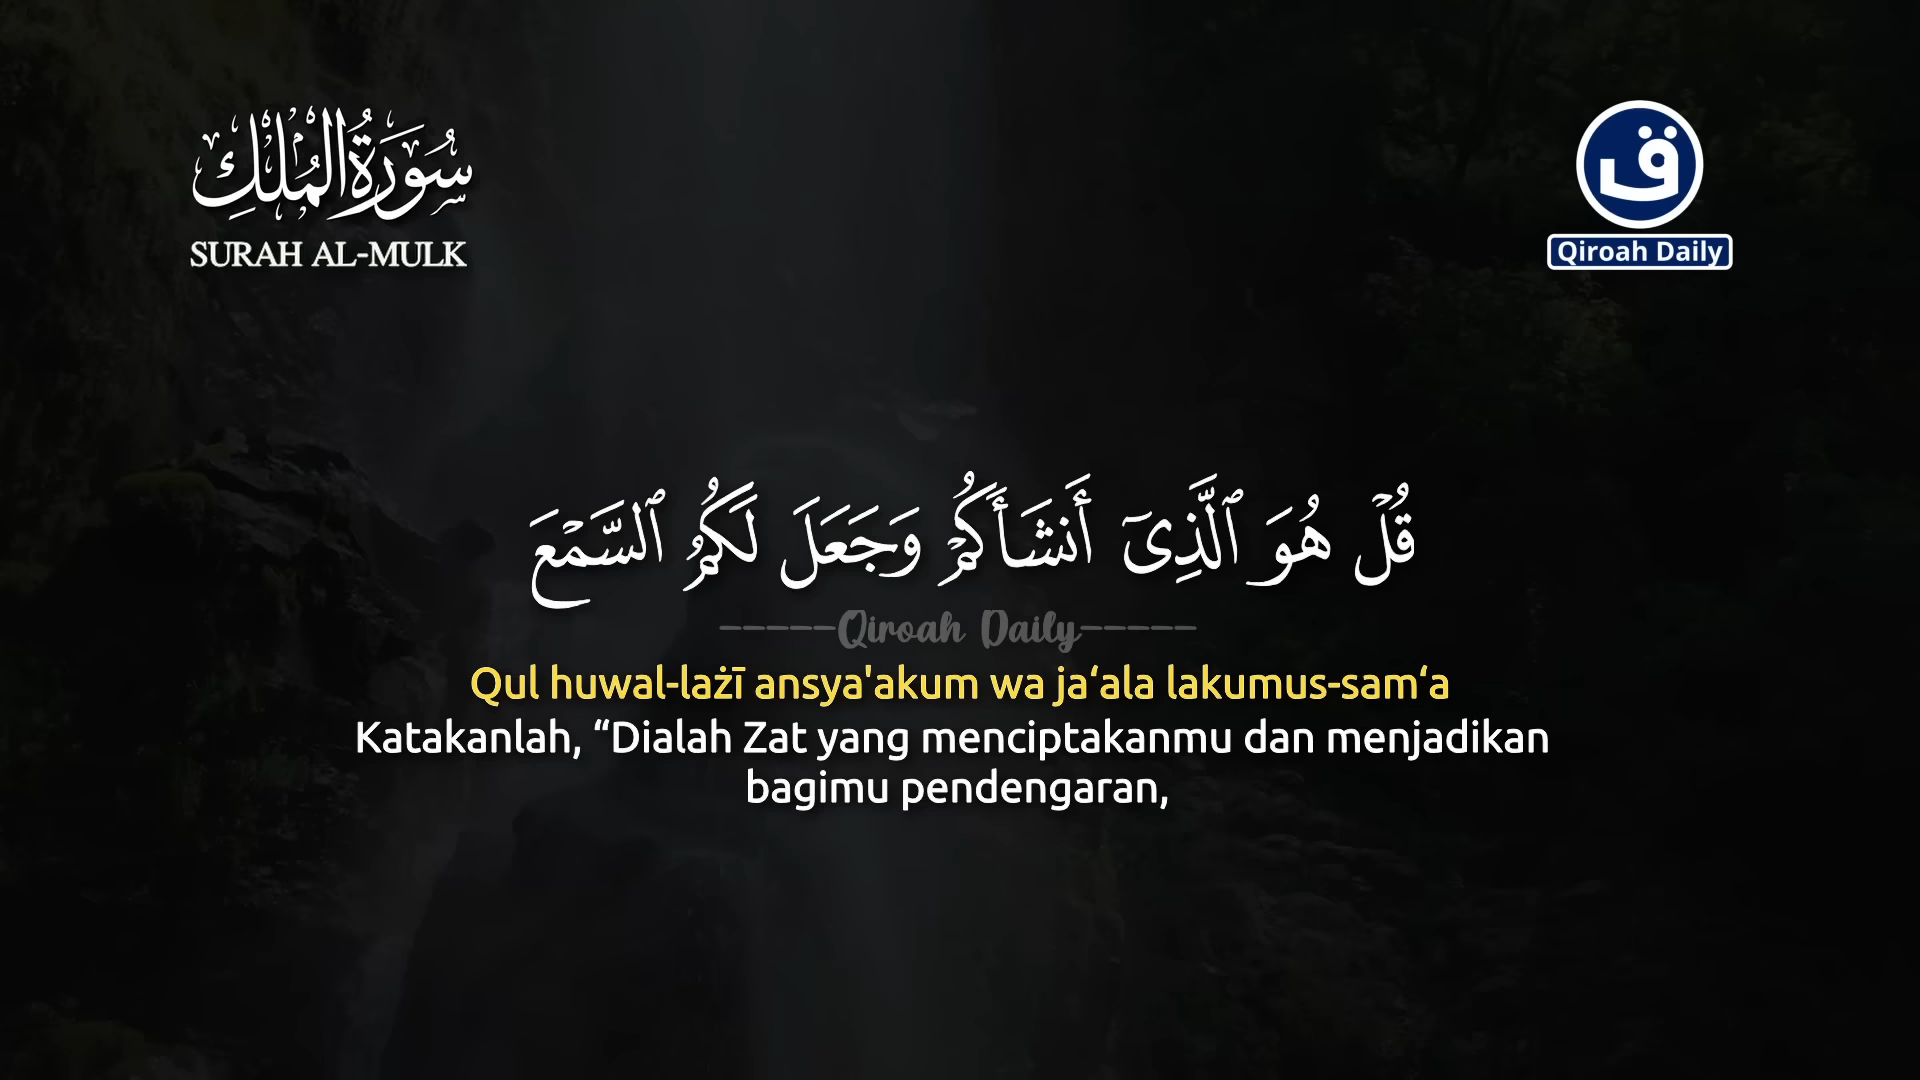 سُورَةُ الْمُلْكِ
SURAH AL-MULK
ق
Qiroah Daily
قُلْ هُوَ ٱلَّذِىٓ أَنشَأَكُمْ وَجَعَلَ لَكُمُ ٱلسَّمْعَ
-----Qiroah Daily-----
Qul huwal-lażī ansya'akum wa ja‘ala lakumus-sam‘a
Katakanlah, “Dialah Zat yang menciptakanmu dan menjadikan
bagimu pendengaran,